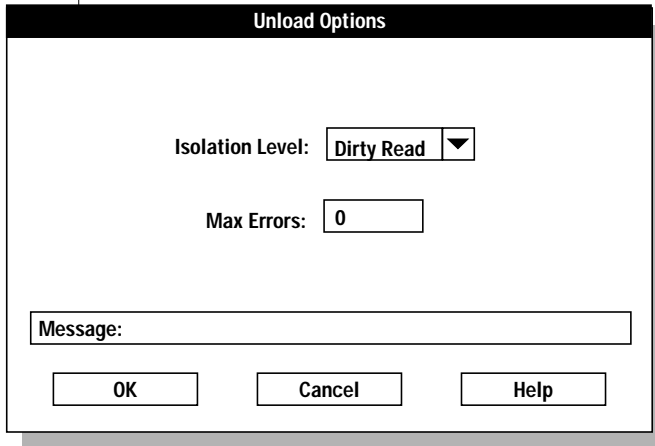 Unload Options
Isolation Level: Dirty Read
Max Errors: 0
Message:
OK Cancel Help